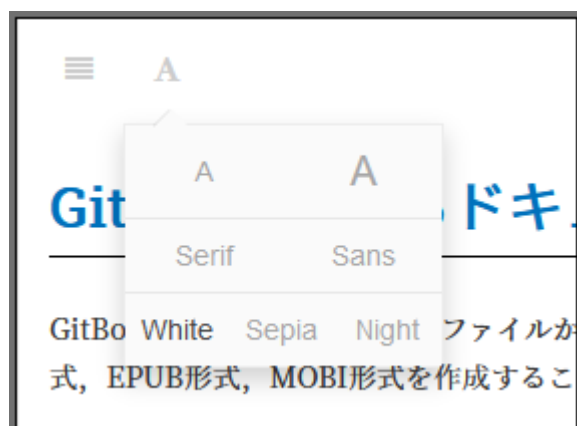 A
A A
Git ドキ
Serif Sans
White Sepia Night
GitBo ファイルか
式，EPUB形式，MOBI形式を作成するこ